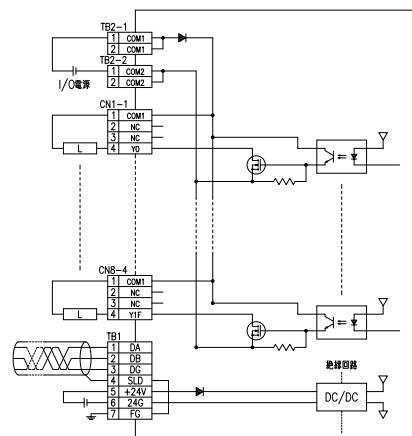 TB2-1
1 COM1
2 COM1
TB2-2
1 COM2
2 COM2
I/O電源
CN1-1
1 COM1
2 NC
3 NC
4 Y0
L
CN8-4
1 COM1
2 NC
3 NC
4 Y1F
L
TB1
1 DA
2 DB
3 DG
4 SLD
5 +24V
6 24G
7 FG
絶縁回路
DC/DC